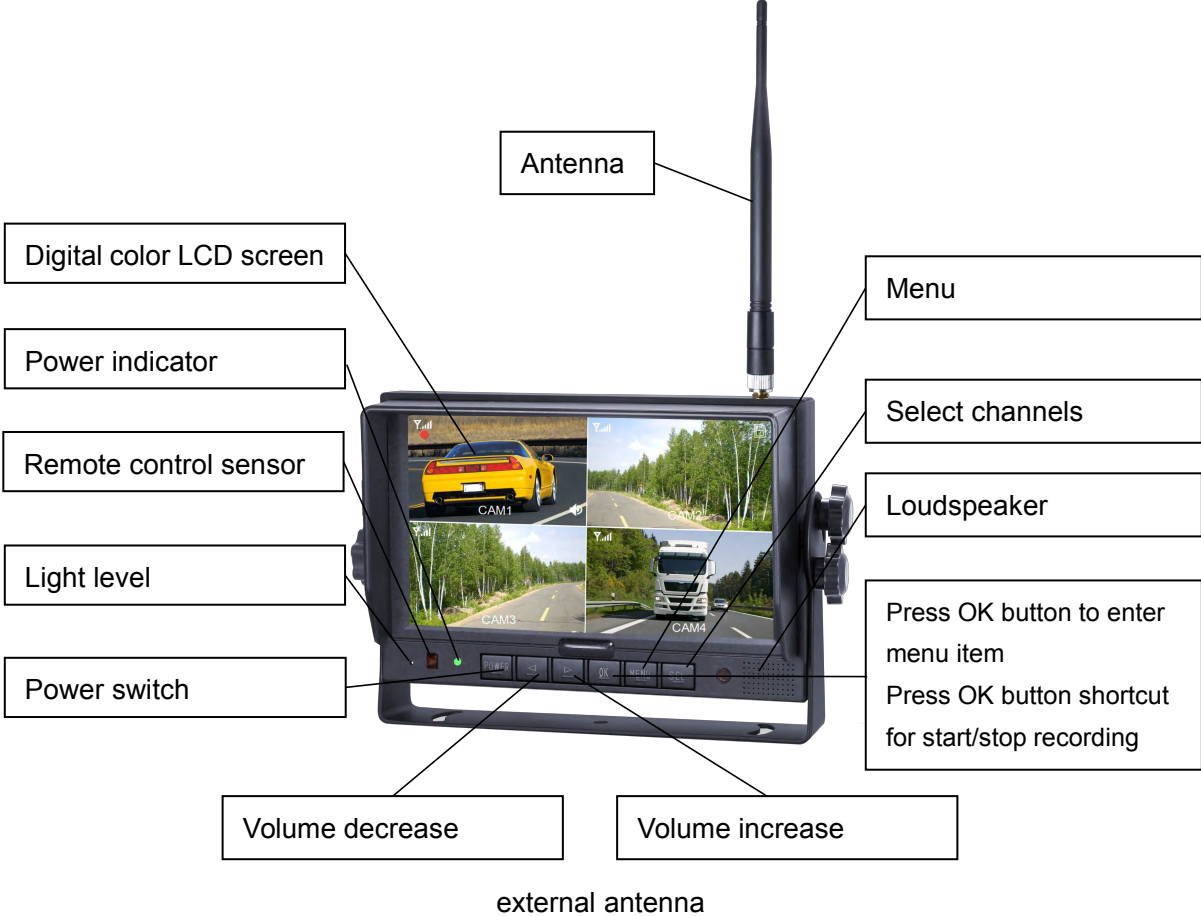 Antenna
Digital color LCD screen
Menu
Power indicator
Select channels
Remote control sensor
Loudspeaker
Light level
Press OK button to enter
menu item
Press OK button shortcut
for start/stop recording
Power switch
CAM1
CAM2
CAM3
CAM4
POWER
OK
MENU
SEL
Volume decrease
Volume increase
external antenna